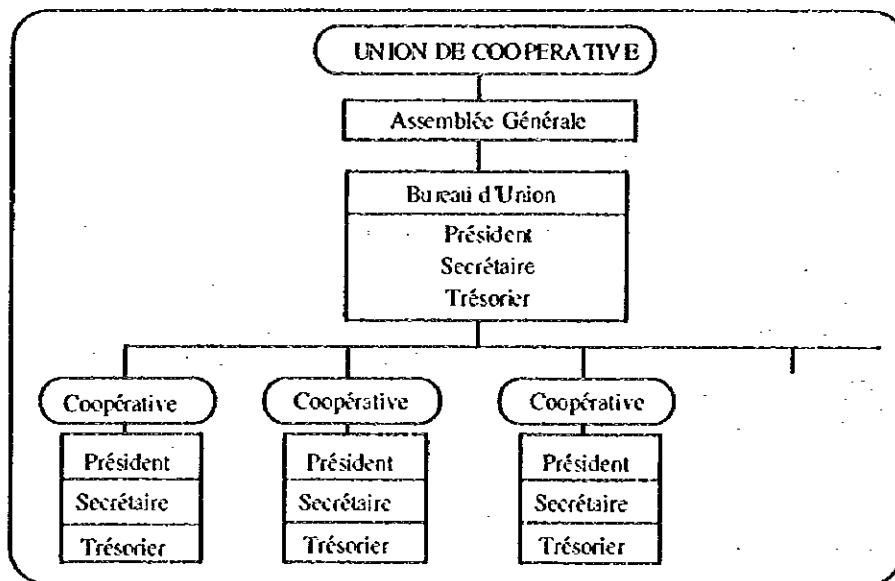 UNION DE COOPERATIVE
Assemblée Générale
Bureau d'Union
Président
Secrétaire
Trésorier
Coopérative
Président
Secrétaire
Trésorier
Coopérative
Président
Secrétaire
Trésorier
Coopérative
Président
Secrétaire
Trésorier